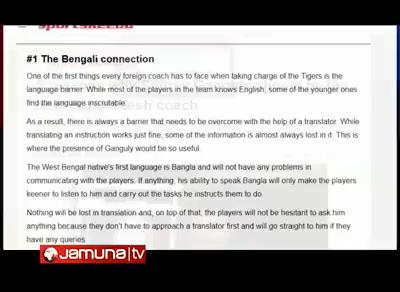 sportskeeda
#1 The Bengali connection
One of the first things every foreign coach has to face when taking charge of the Tigers is the
language barrier. While most of the players in the team knows English, some of the younger ones
find the language inscrutable.
As a result, there is always a barrier that needs to be overcome with the help of a translator. While
translating an instruction works just fine, some of the information is almost always lost in it. This is
where the presence of Ganguly would be so useful.
The West Bengal native's first language is Bangla and will not have any problems in
communicating with the players. If anything, his ability to speak Bangla will only make the players
keener to listen to him and carry out the tasks he instructs them to do.
Nothing will be lost in translation and, on top of that, the players will not be hesitant to ask him
anything because they don't have to approach a translator first and will go straight to him if they
have any queries
JAMUNA|tv